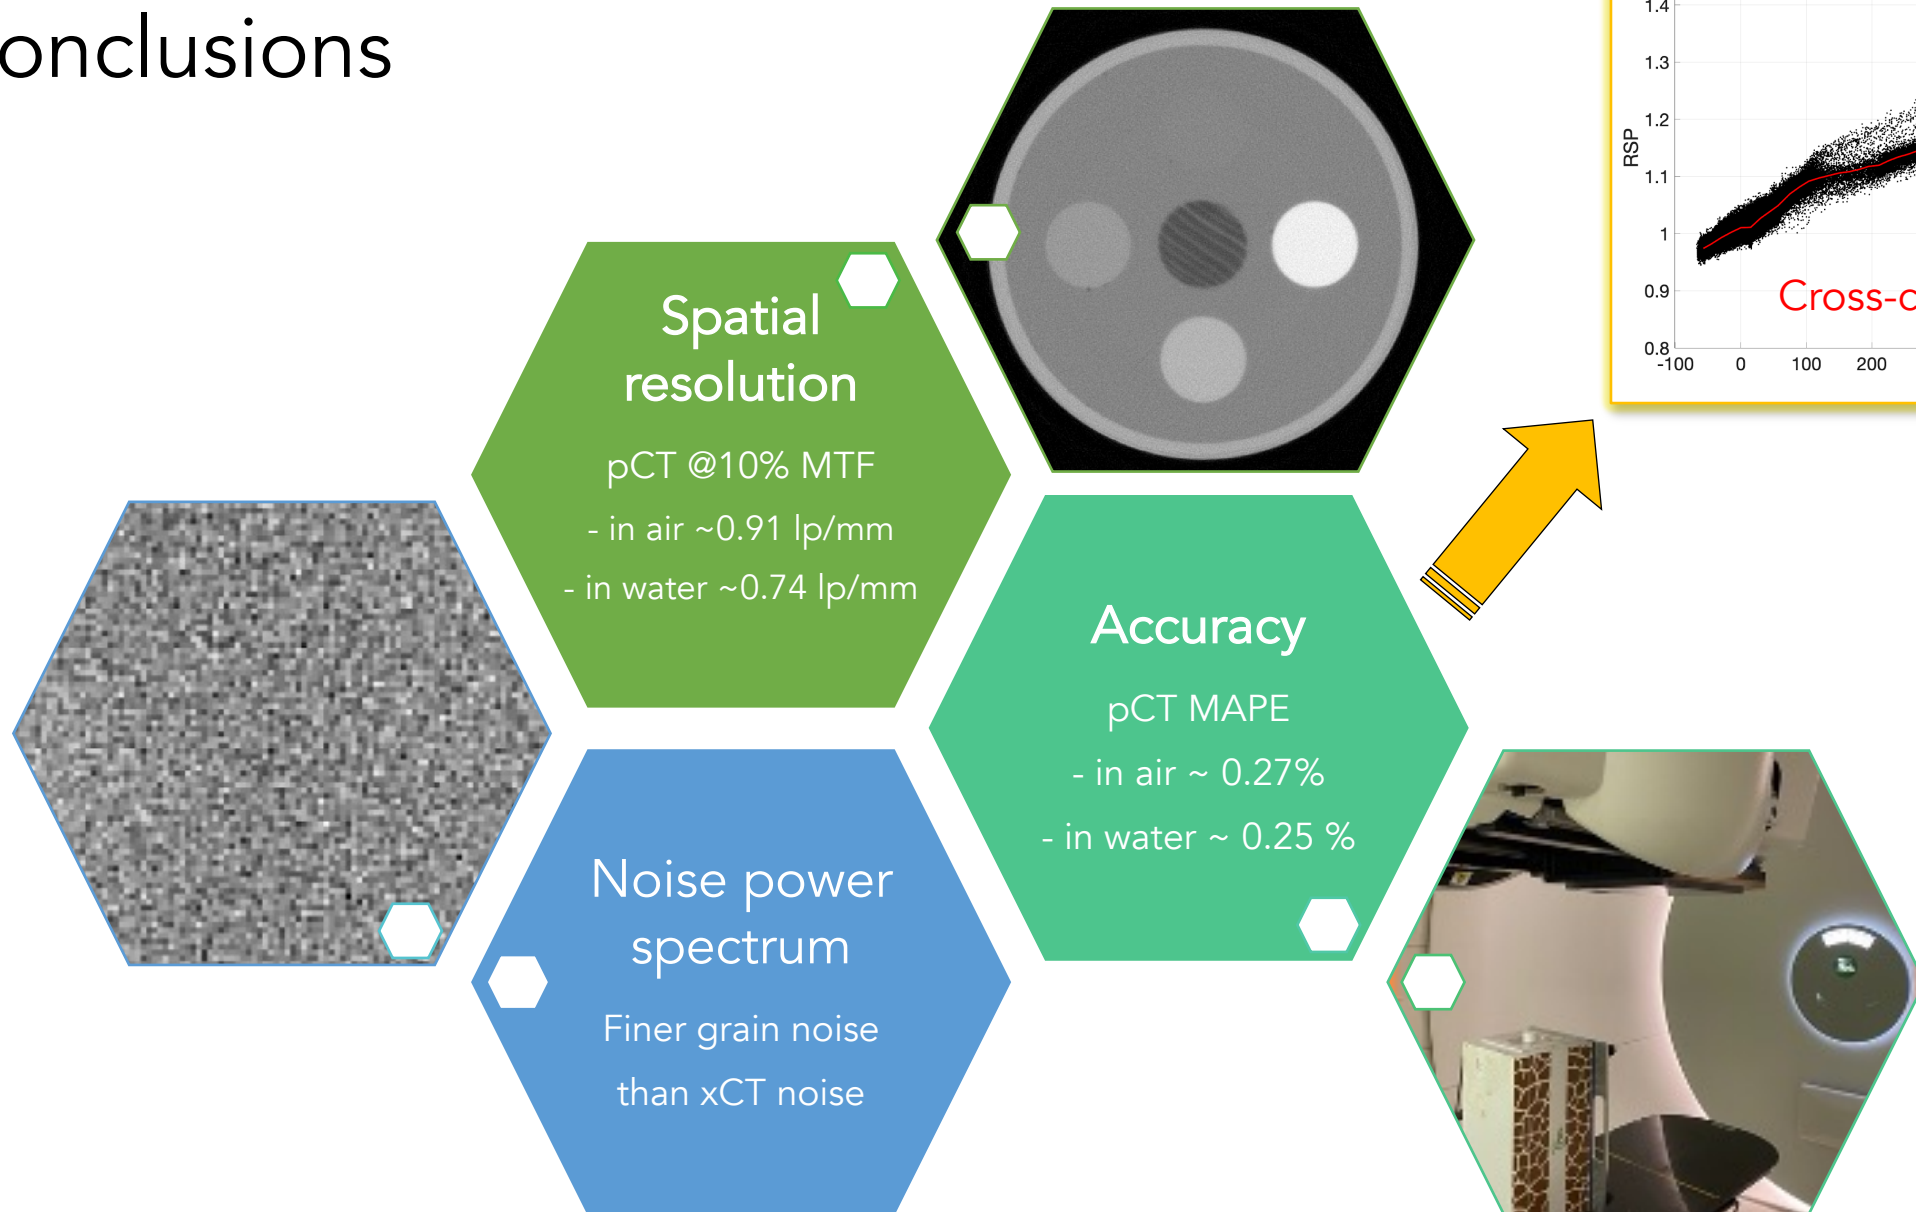 onclusions
Spatial
resolution
pCT @10% MTF
- in air ~0.91 lp/mm
- in water ~0.74 lp/mm
Accuracy
pCT MAPE
- in air ~ 0.27%
- in water ~ 0.25 %
Noise power
spectrum
Finer grain noise
than xCT noise
1.4
1.3
1.2
1.1
1
0.9
0.8
RSP
-100 0 100 200
Cross-c